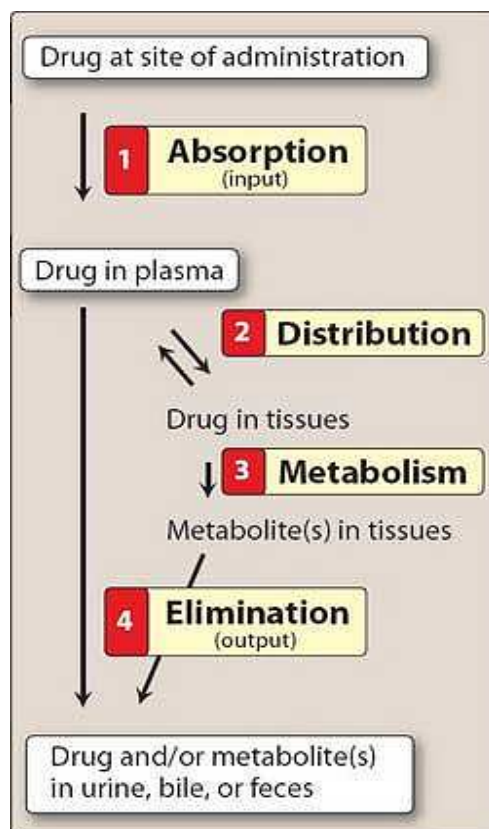 Drug at site of administration
1 Absorption
(input)
Drug in plasma
2 Distribution
Drug in tissues
3 Metabolism
Metabolite(s) in tissues
4 Elimination
(output)
Drug and/or metabolite(s)
in urine, bile, or feces